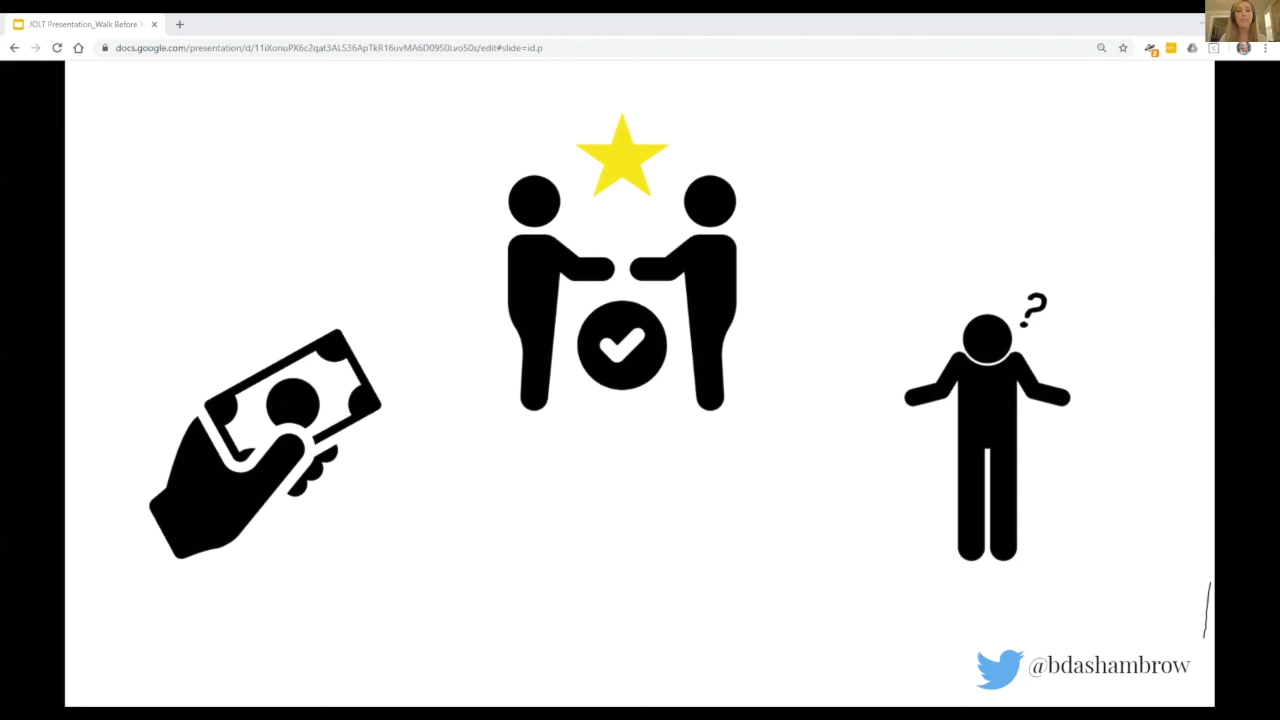 JOLT Presentation_Walk Before Y
docs.google.com/presentation/d/11iXonuPX6c2qat3ALS36ApTkR16uvMA6D09S0LvoS0s/edit#slide=id.p
?
@bdashambrow